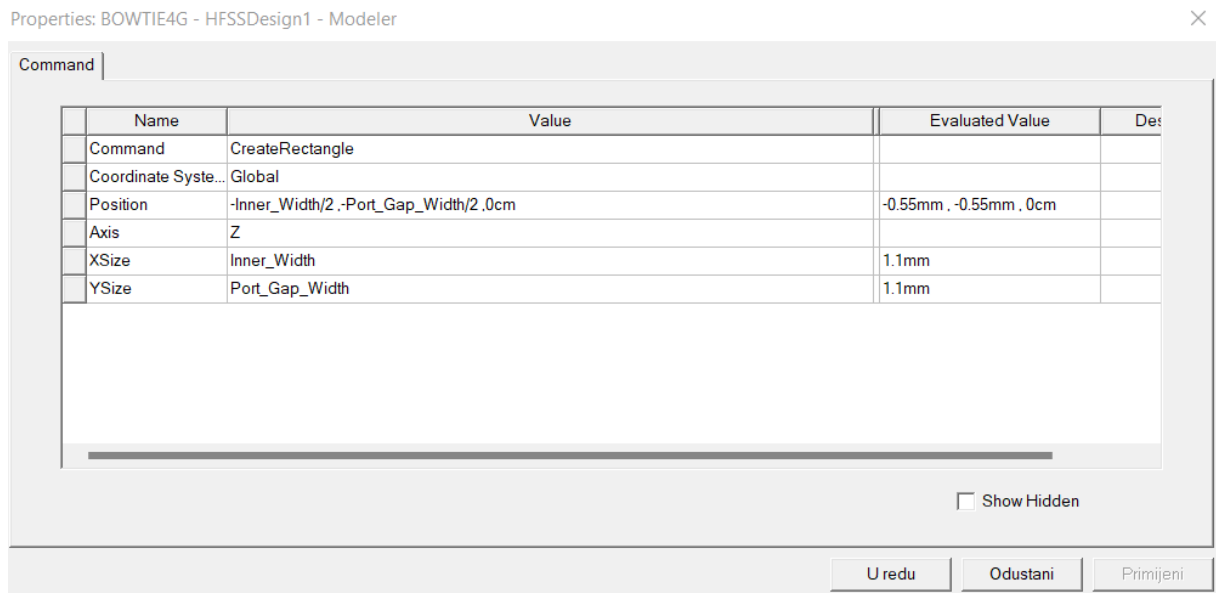 Properties: BOWTIE4G - HFSSDesign1 - Modeler
Command
Name Value Evaluated Value Des
Command CreateRectangle
Coordinate Syste... Global
Position -Inner_Width/2 ,-Port_Gap_Width/2 ,0cm -0.55mm , -0.55mm , 0cm
Axis Z
XSize Inner_Width 1.1mm
YSize Port_Gap_Width 1.1mm
Show Hidden
U redu Odustani Primijeni